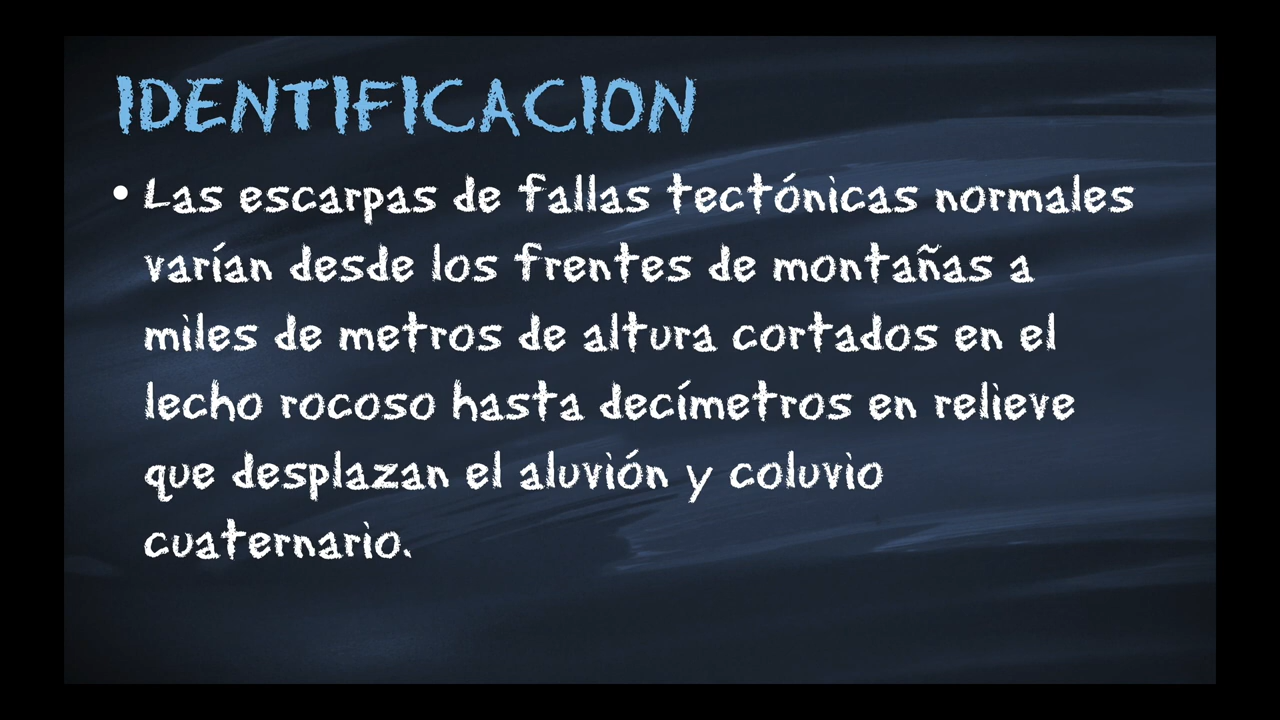 IDENTIFICACION
• Las escarpas de fallas tectónicas normales
varían desde los frentes de montañas a
miles de metros de altura cortados en el
lecho rocoso hasta decímetros en relieve
que desplazan el aluvión y coluvio
cuaternario.